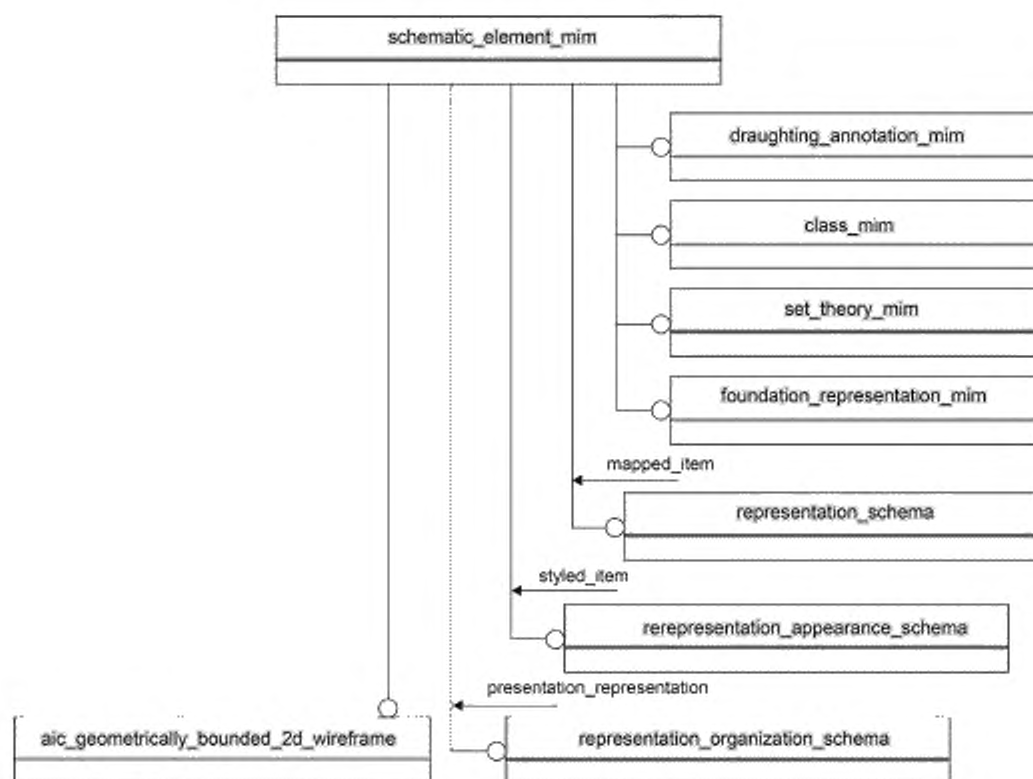 schematic_element_mim
draughting_annotation_mim
class_mim
set_theory_mim
foundation_representation_mim
mapped_item
representation_schema
styled_item
rerepresentation_appearance_schema
presentation_representation
aic_geometrically_bounded_2d_wireframe
representation_organization_schema